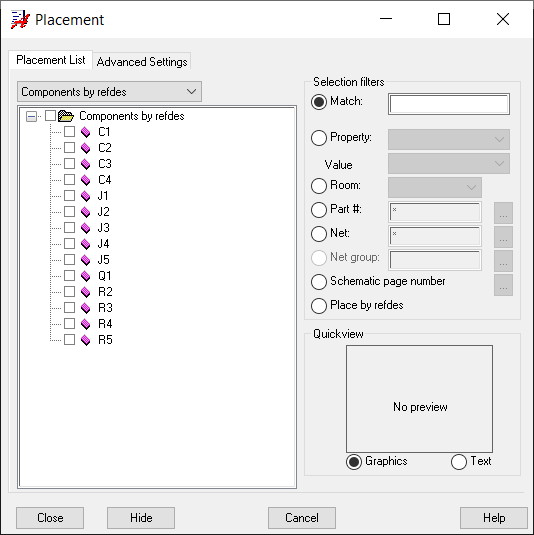 Placement
Placement List
Advanced Settings
Components by refdes
Components by refdes
C1
C2
C3
C4
J1
J2
J3
J4
J5
Q1
R2
R3
R4
R5
Selection filters
Match:
Property:
Value
Room:
Part #: *
...
Net: *
...
Net group:
...
Schematic page number
...
Place by refdes
Quickview
No preview
Graphics
Text
Close
Hide
Cancel
Help